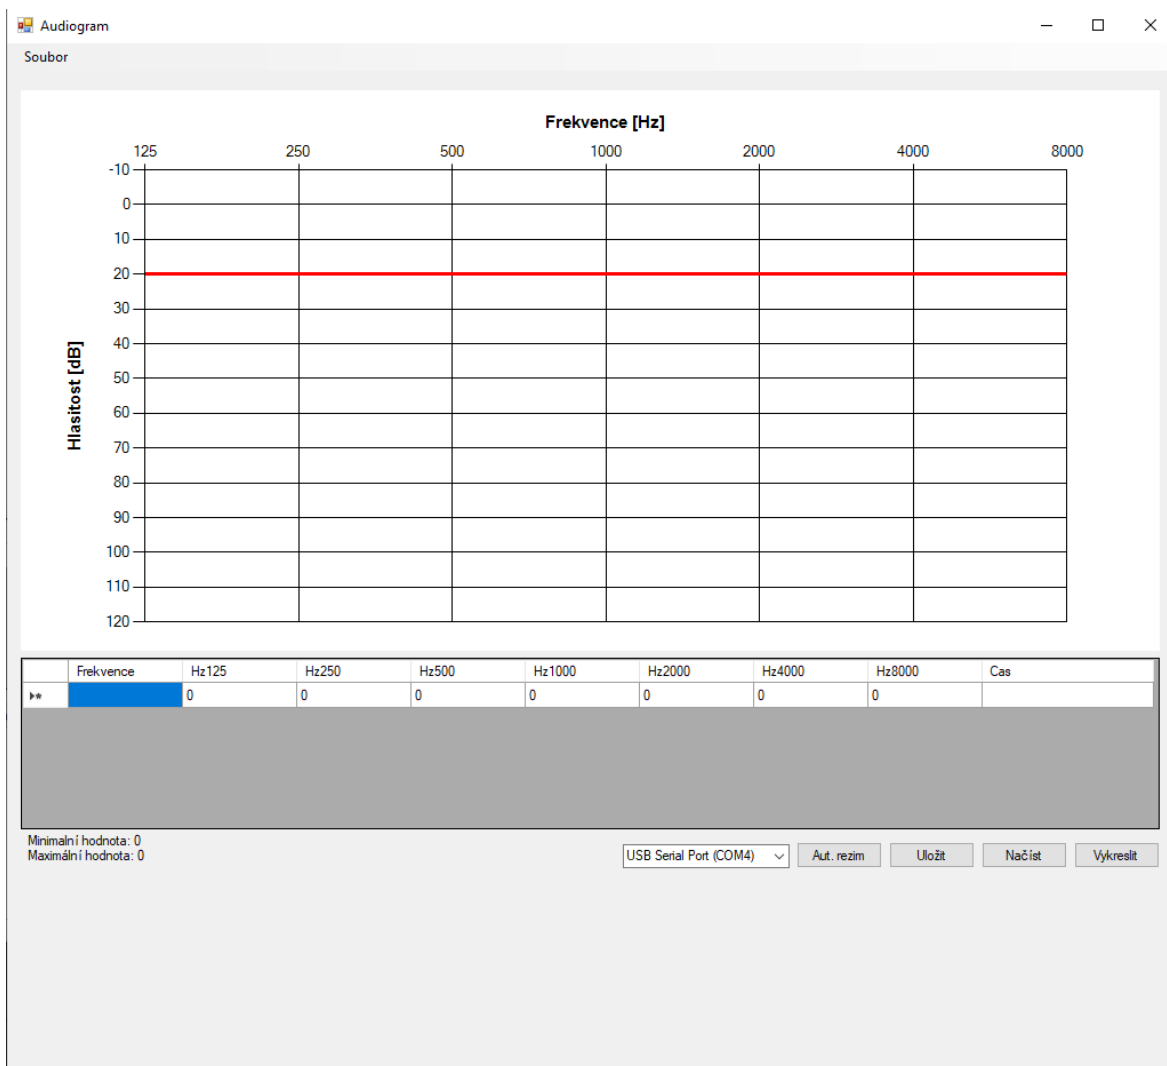 Audiogram
Soubor
Frekvence [Hz]
125 250 500 1000 2000 4000 8000
-10
0
10
20
30
40
50
60
70
80
90
100
110
120
Hlasitost [dB]
Frekvence Hz125 Hz250 Hz500 Hz1000 Hz2000 Hz4000 Hz8000 Cas
0 0 0 0 0 0 0
Minimalní hodnota: 0
Maximální hodnota: 0
USB Serial Port (COM4) Aut. rezim Uložit Načíst Vykreslit